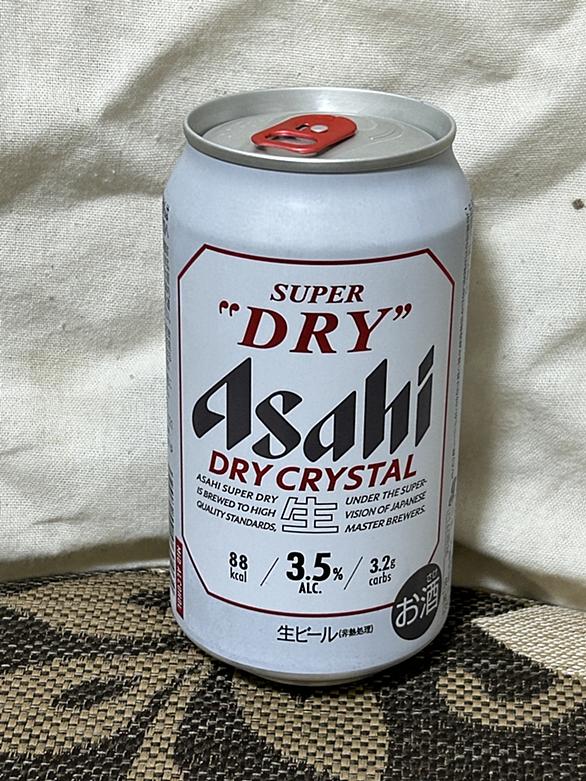 SUPER
“DRY”
Asahi
DRY CRYSTAL
ASAHI SUPER DRY
IS BREWED TO HIGH
QUALITY STANDARDS,
生
UNDER THE SUPER-
VISION OF JAPANESE
MASTER BREWERS.
88
kcal
3.5%
ALC.
3.2g
carbs
お酒
生ビール(非熱処理)